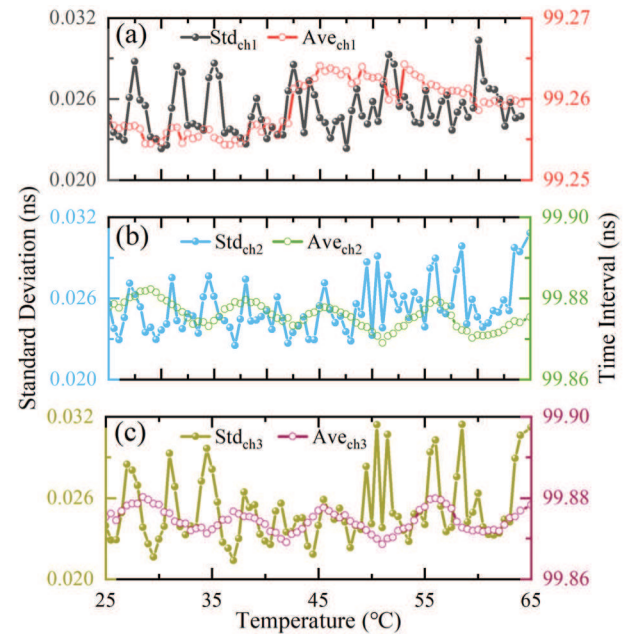 0.032
99.27
(a)
Std_ch1
Ave_ch1
0.026
99.26
0.020
99.25
0.032
99.90
(b)
Std_ch2
Ave_ch2
0.026
99.88
0.020
99.86
0.032
99.90
(c)
Std_ch3
Ave_ch3
0.026
99.88
0.020
99.86
25
35
45
55
65
Temperature (℃)
Standard Deviation (ns)
Time Interval (ns)